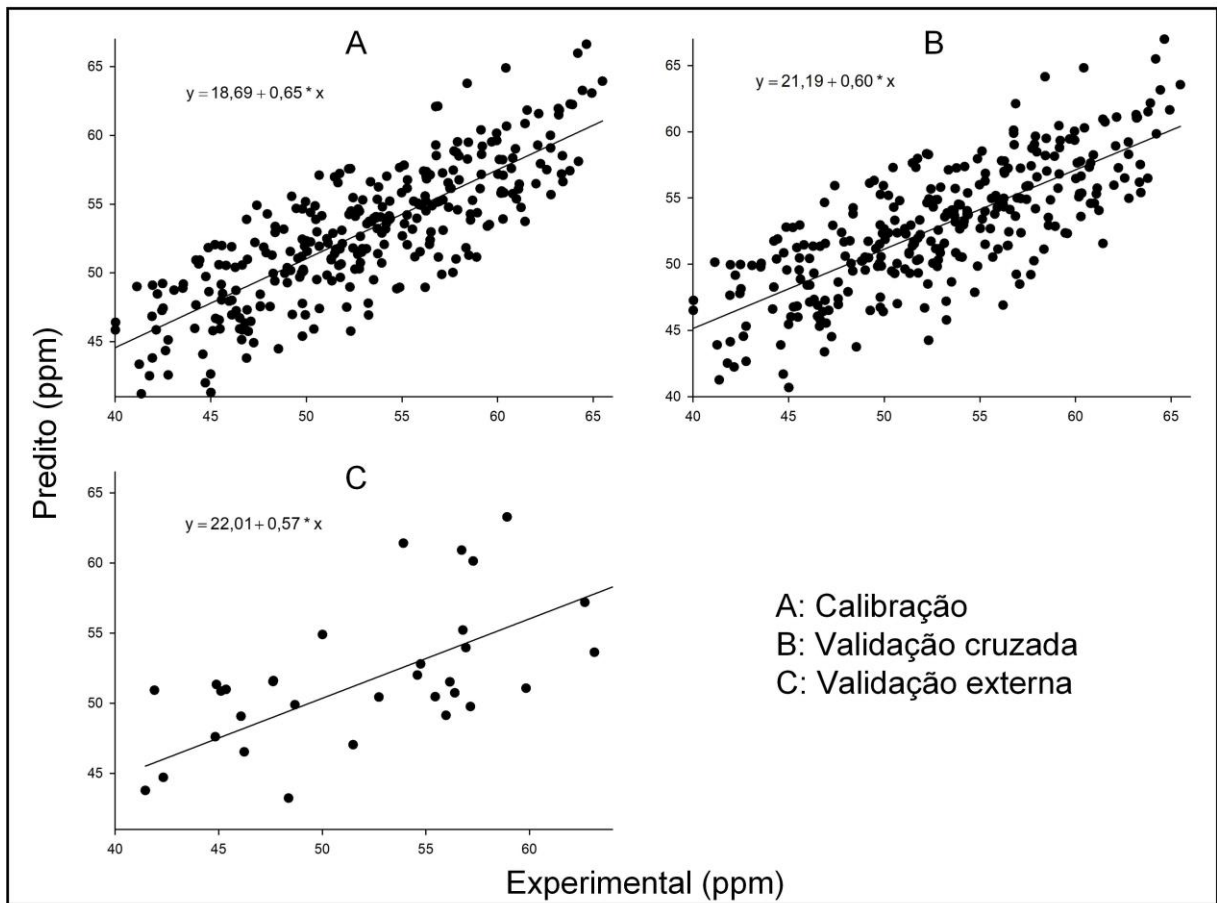 A
y = 18,69 + 0,65 * x
65
60
55
50
45
40 45 50 55 60 65
B
y = 21,19 + 0,60 * x
65
60
55
50
45
40
40 45 50 55 60 65
Predito (ppm)
C
y = 22,01 + 0,57 * x
65
60
55
50
45
40 45 50 55 60
A: Calibração
B: Validação cruzada
C: Validação externa
Experimental (ppm)